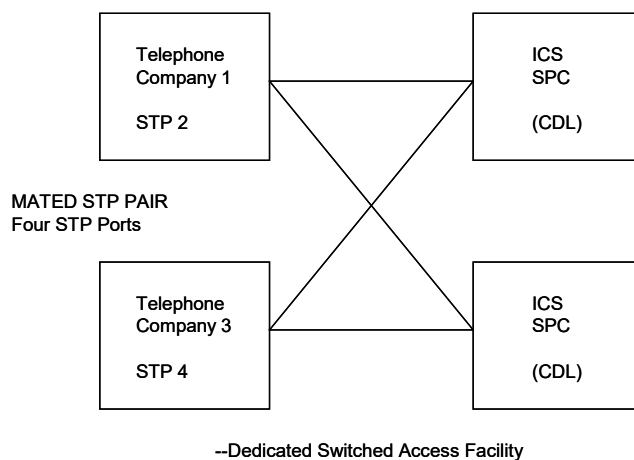 Telephone
Company 1
STP 2
ICS
SPC
(CDL)
MATED STP PAIR
Four STP Ports
Telephone
Company 3
STP 4
ICS
SPC
(CDL)
--Dedicated Switched Access Facility